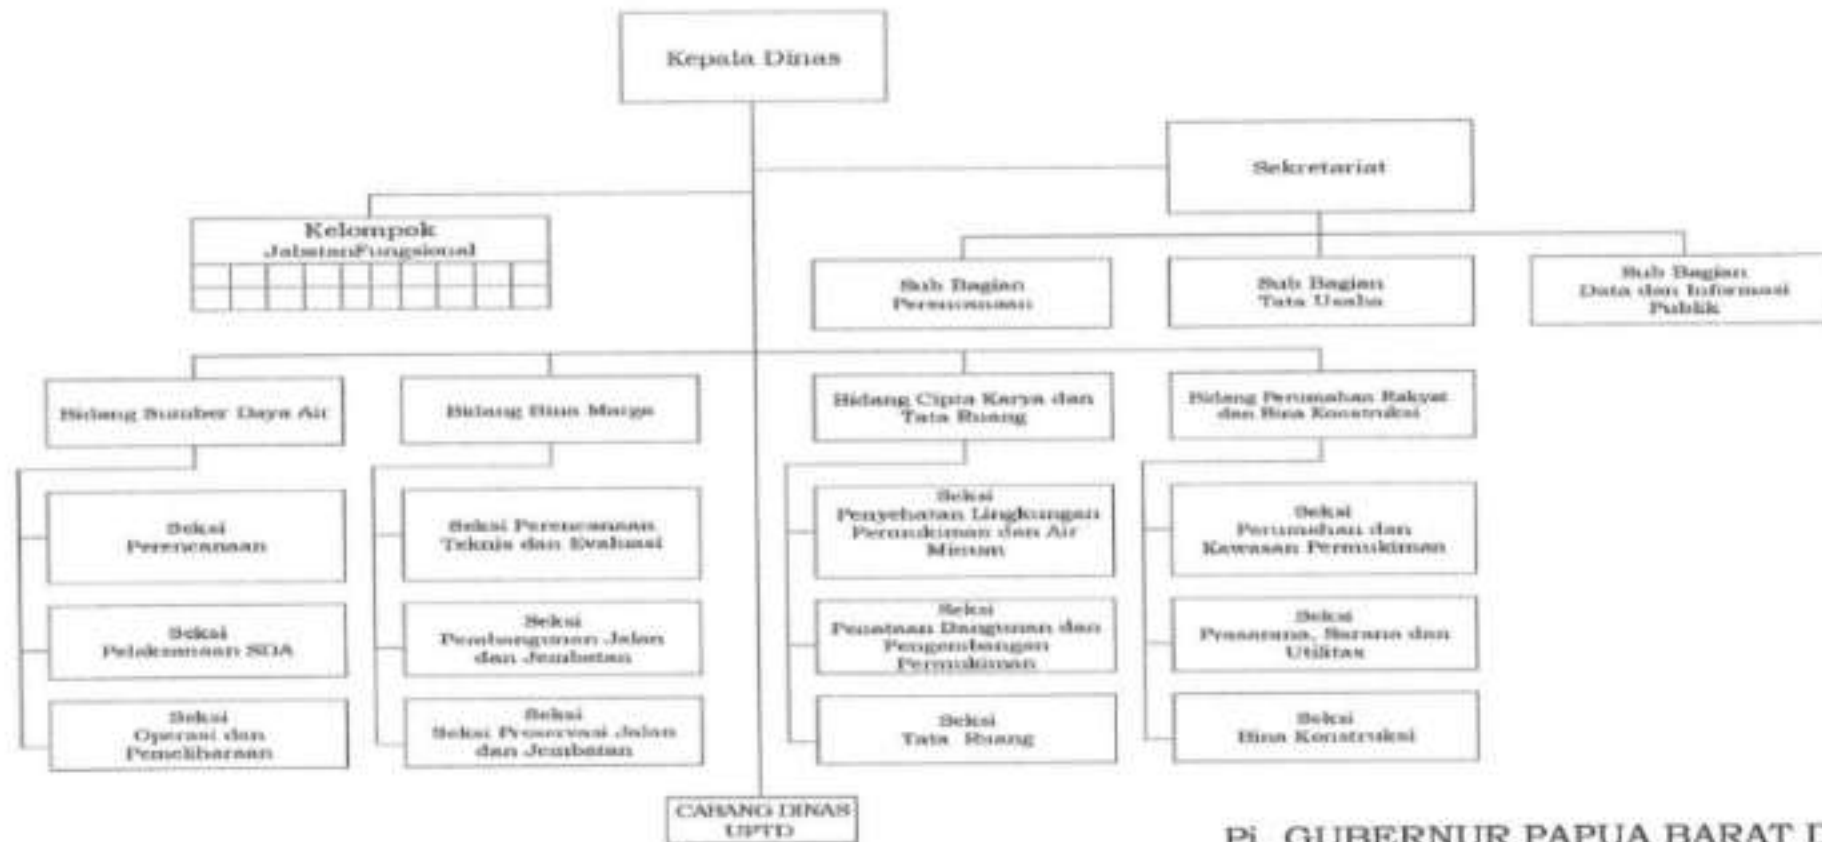 Kepala Dinas
Sekretariat
Kelompok
JabatanFungsional
Sub Bagian
Perencanaan
Sub Bagian
Tata Usaha
Sub Bagian
Data dan Informasi
Publik
Bidang Sumber Daya Air
Bidang Bina Marga
Bidang Cipta Karya dan
Tata Ruang
Bidang Perumahan Rakyat
dan Bina Konstruksi
Seksi
Perencanaan
Seksi Perencanaan
Teknis dan Evaluasi
Seksi
Penyehatan Lingkungan
Permukiman dan Air
Minum
Seksi
Perumahan dan
Kawasan Permukiman
Seksi
Pelaksanaan SDA
Seksi
Pembangunan Jalan
dan Jembatan
Seksi
Penataan Bangunan dan
Pengembangan
Permukiman
Seksi
Prasarana, Sarana dan
Utilitas
Seksi
Operasi dan
Pemeliharaan
Seksi
Seksi Preservasi Jalan
dan Jembatan
Seksi
Tata Ruang
Seksi
Bina Konstruksi
CABANG DINAS
UPTD
Pj. GUBERNUR PAPUA BARAT D